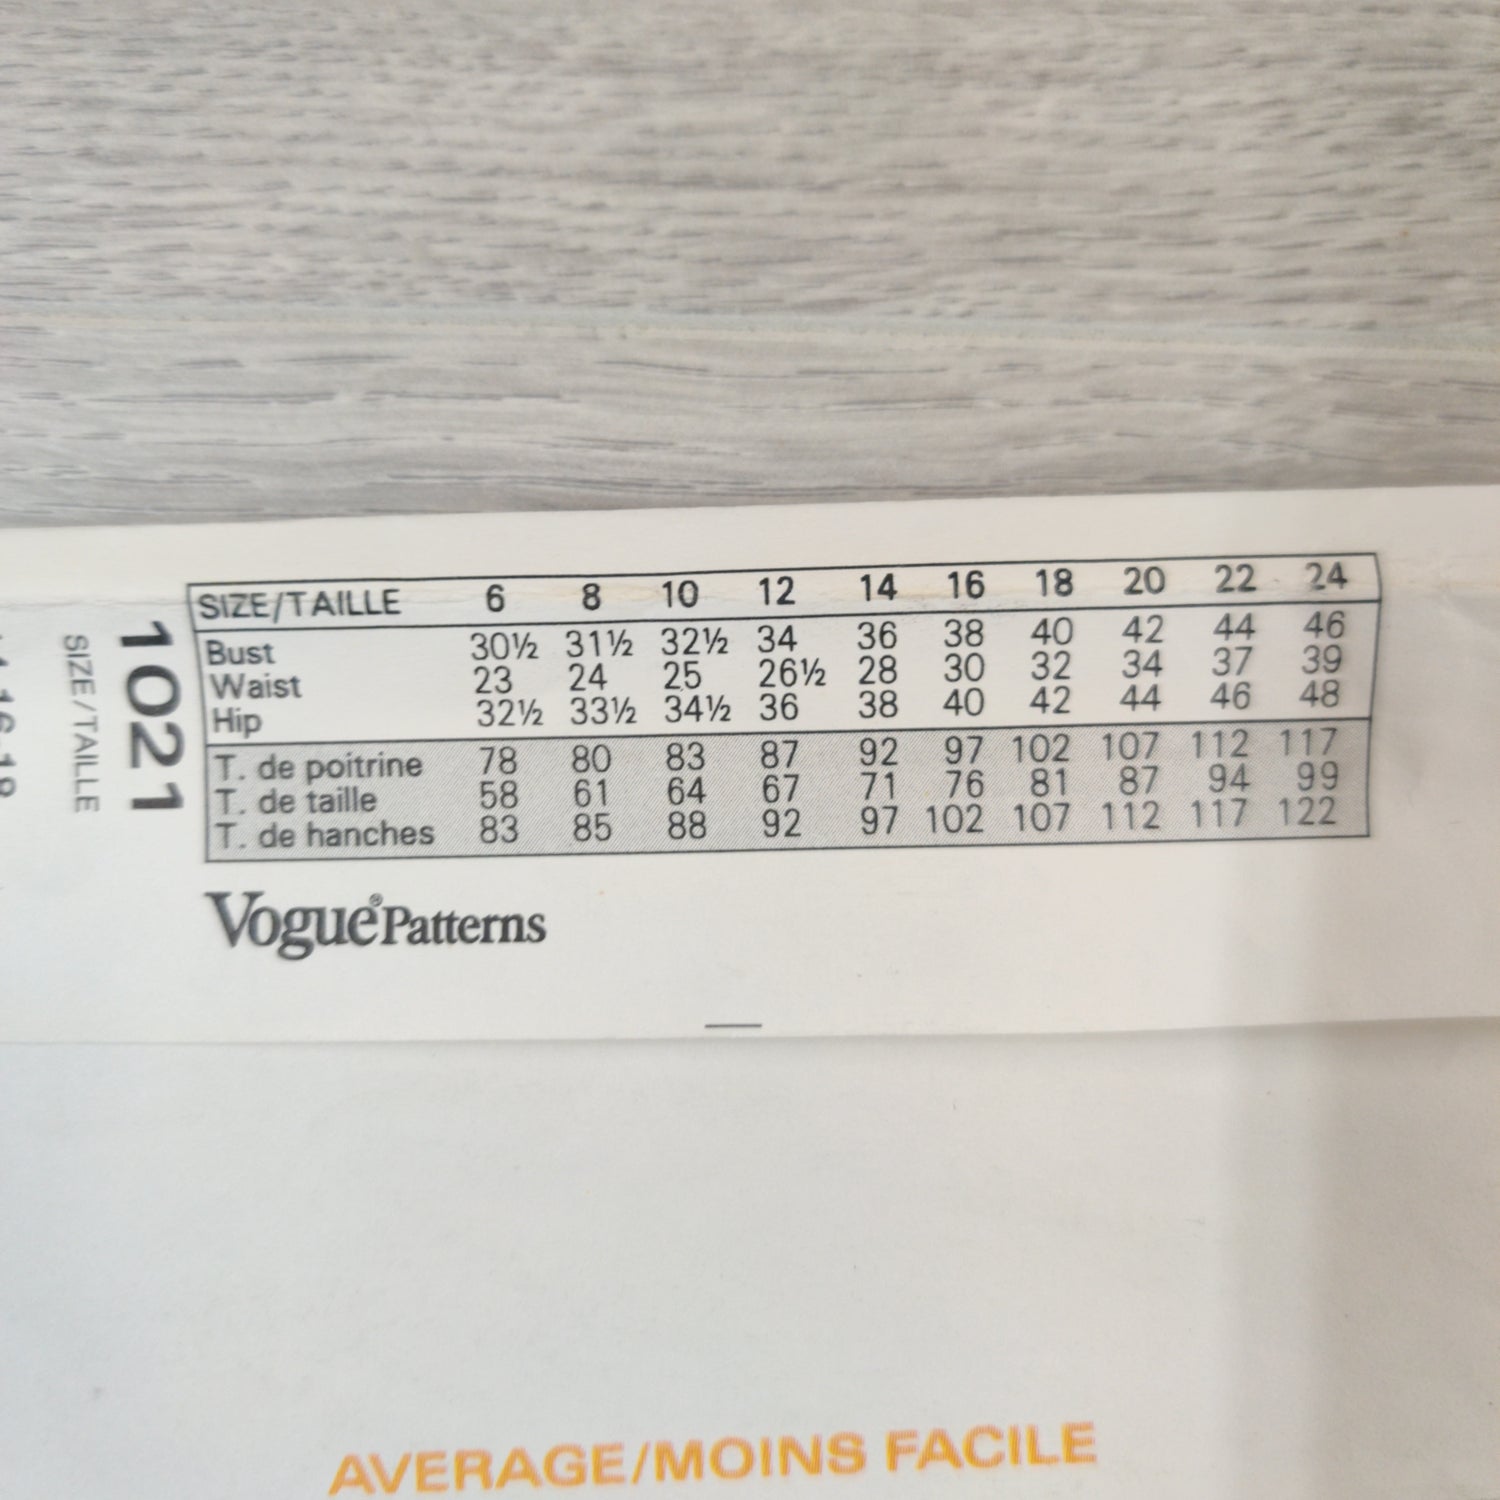 SIZE/TAILLE 6 8 10 12 14 16 18 20 22 24
Bust 30½ 31½ 32½ 34 36 38 40 42 44 46
Waist 23 24 25 26½ 28 30 32 34 37 39
Hip 32½ 33½ 34½ 36 38 40 42 44 46 48
T. de poitrine 78 80 83 87 92 97 102 107 112 117
T. de taille 58 61 64 67 71 76 81 87 94 99
T. de hanches 83 85 88 92 97 102 107 112 117 122
Vogue® Patterns
1021
SIZE/TAILLE
AVERAGE/MOINS FACILE